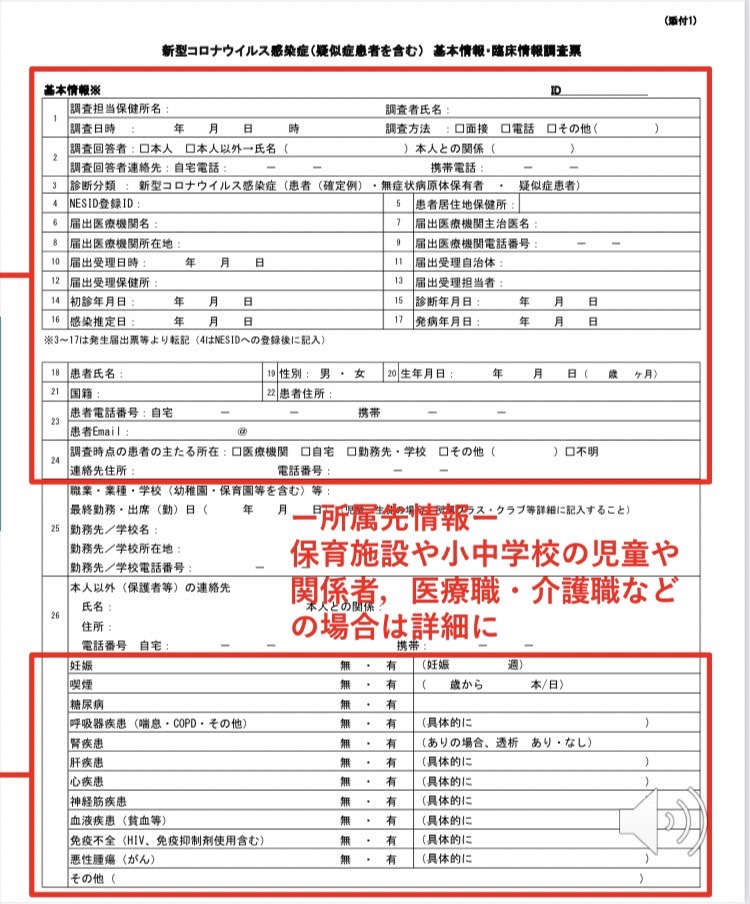 (添付1)
新型コロナウイルス感染症(疑似症患者を含む) 基本情報・臨床情報調査票
基本情報※ ID
1 調査担当保健所名: 調査者氏名:
調査日時 : 年 月 日 時 調査方法 :□面接 □電話 □その他( )
2 調査回答者:□本人 □本人以外→氏名( )本人との関係( )
調査回答者連絡先:自宅電話: − − 携帯電話: − −
3 診断分類 : 新型コロナウイルス感染症(患者(確定例)・無症状病原体保有者 ・ 疑似症患者)
4 NESID登録ID: 5 患者居住地保健所:
6 届出医療機関名: 7 届出医療機関主治医名:
8 届出医療機関所在地: 9 届出医療機関電話番号: − −
10 届出受理日時: 年 月 日 11 届出受理自治体:
12 届出受理保健所: 13 届出受理担当者:
14 初診年月日: 年 月 日 15 診断年月日: 年 月 日
16 感染推定日: 年 月 日 17 発病年月日: 年 月 日
※3~17は発生届出票等より転記(4はNESIDへの登録後に記入)
18 患者氏名: 19 性別: 男 ・ 女 20 生年月日: 年 月 日( 歳 ヶ月)
21 国籍: 22 患者住所:
23 患者電話番号:自宅 − − 携帯 − −
患者Email: @
24 調査時点の患者の主たる所在:□医療機関 □自宅 □勤務先・学校 □その他( )□不明
連絡先住所: 電話番号: − −
25 職業・業種・学校(幼稚園・保育園等を含む)等:
最終勤務・出席(勤)日( 年 月 日)クラス・クラブ等詳細に記入すること)
勤務先/学校名:
勤務先/学校所在地:
勤務先/学校電話番号: −
ー所属先情報ー
保育施設や小中学校の児童や
関係者,医療職・介護職など
の場合は詳細に
26 本人以外(保護者等)の連絡先
氏名: 本人との関係:
住所:
電話番号 自宅: − − 携帯: − −
妊娠 無 ・ 有 (妊娠 週)
喫煙 無 ・ 有 ( 歳から 本/日)
糖尿病 無 ・ 有
呼吸器疾患(喘息・COPD・その他) 無 ・ 有 (具体的に )
腎疾患 無 ・ 有 (ありの場合、透析 あり・なし)
肝疾患 無 ・ 有 (具体的に )
心疾患 無 ・ 有 (具体的に )
神経筋疾患 無 ・ 有 (具体的に
血液疾患(貧血等) 無 ・ 有 (具体的に
免疫不全(HIV、免疫抑制剤使用含む) 無 ・ 有 (具体的に
悪性腫瘍(がん) 無 ・ 有 (具体的に )
その他( )